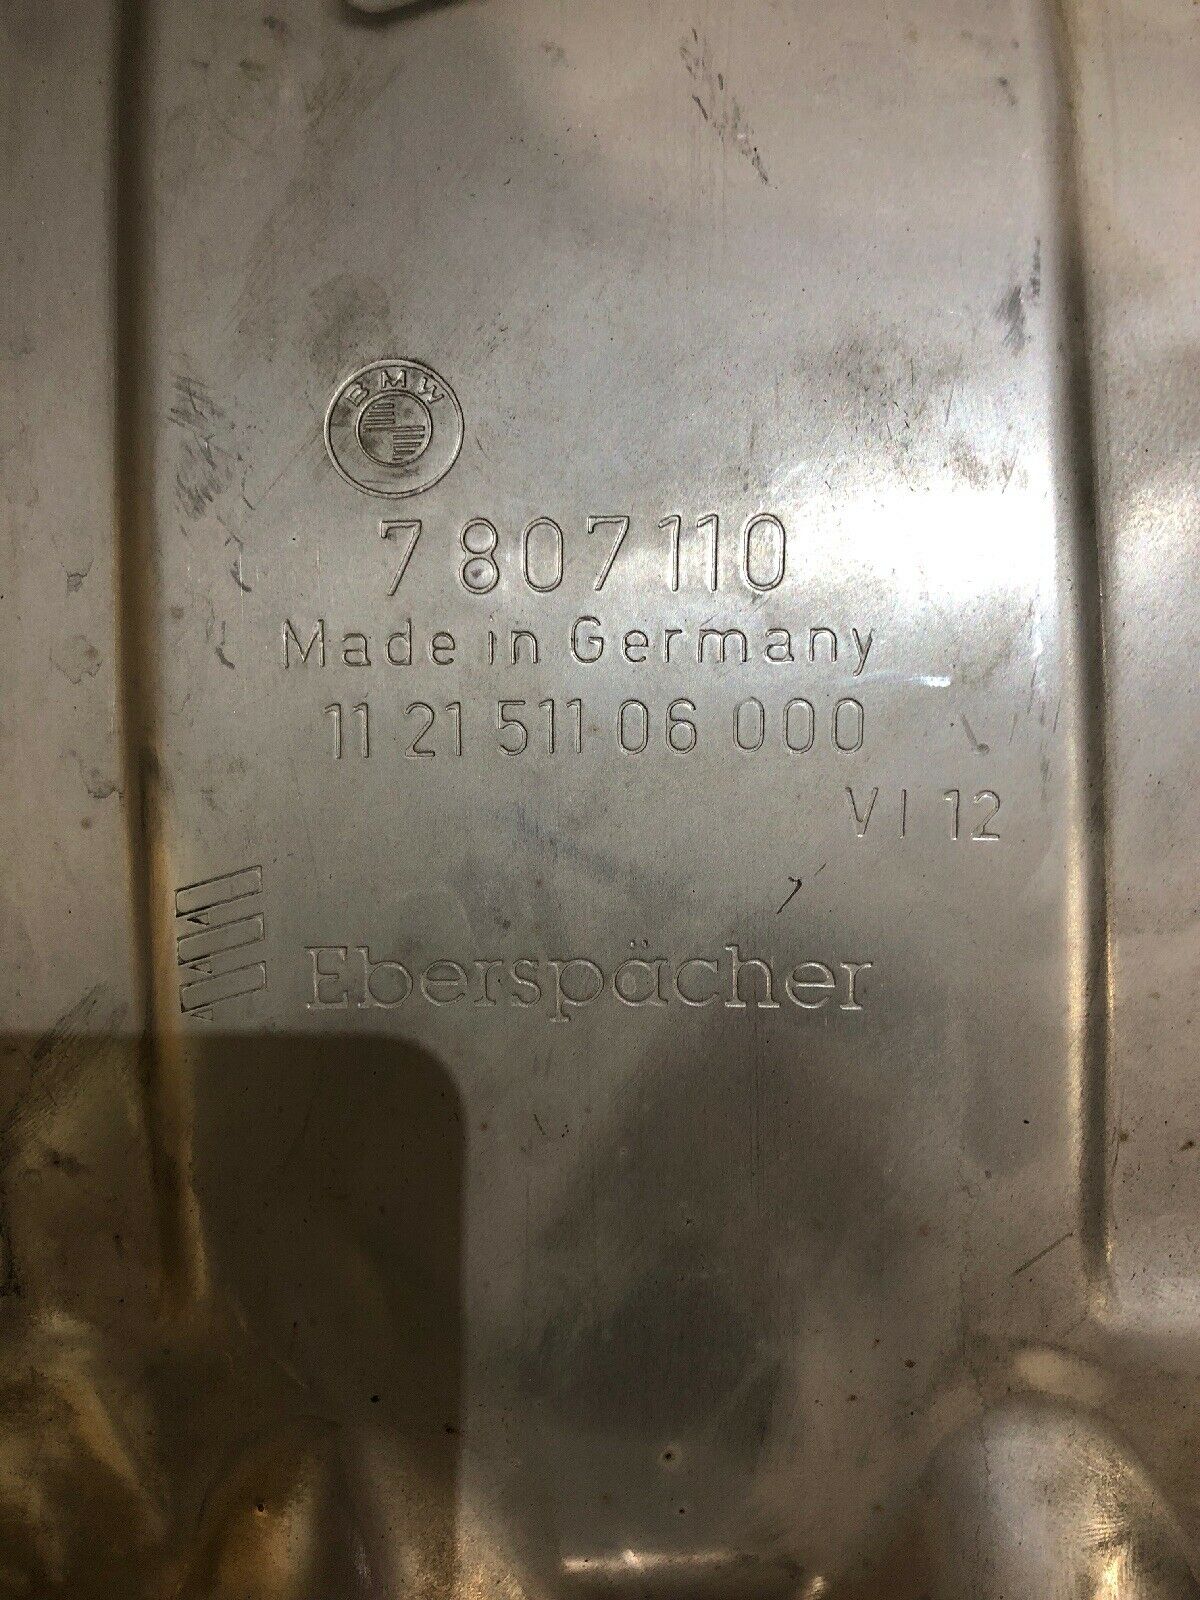 BMW
7 807 110
Made in Germany
11 21 511 06 000
VI 12
Eberspächer